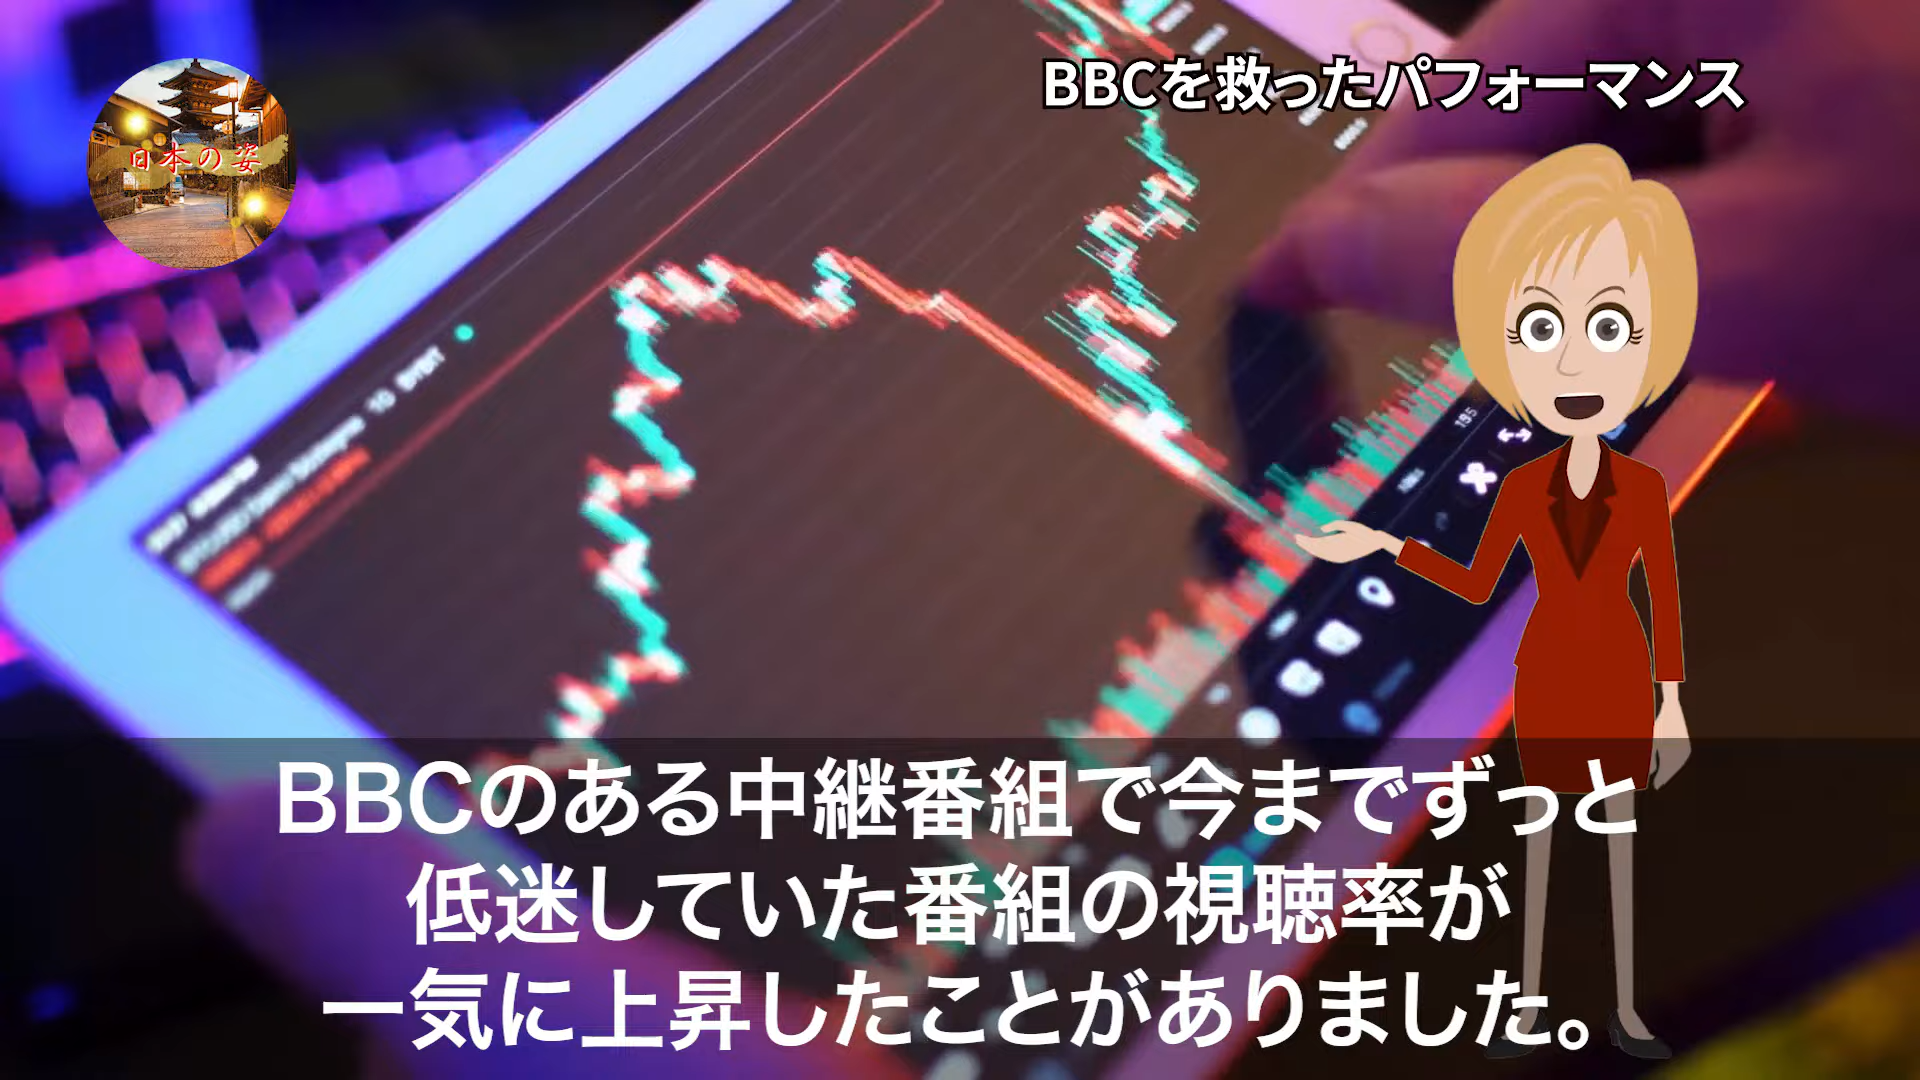 BBCを救ったパフォーマンス
日本の姿
BBCのある中継番組で今までずっと
低迷していた番組の視聴率が
一気に上昇したことがありました。